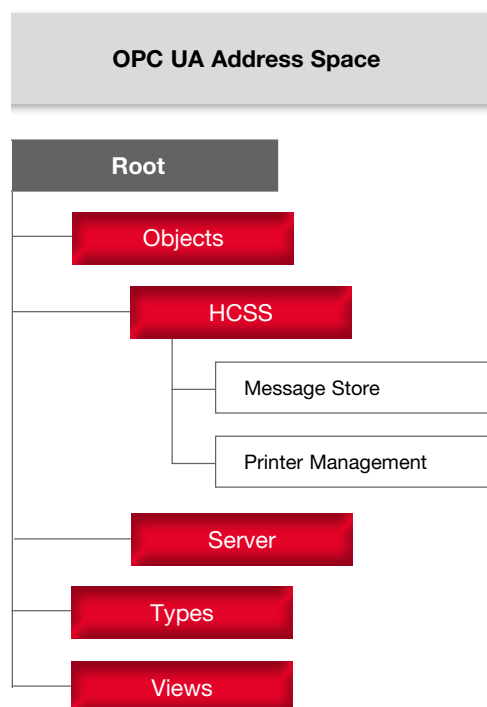 OPC UA Address Space
Root
Objects
HCSS
Message Store
Printer Management
Server
Types
Views